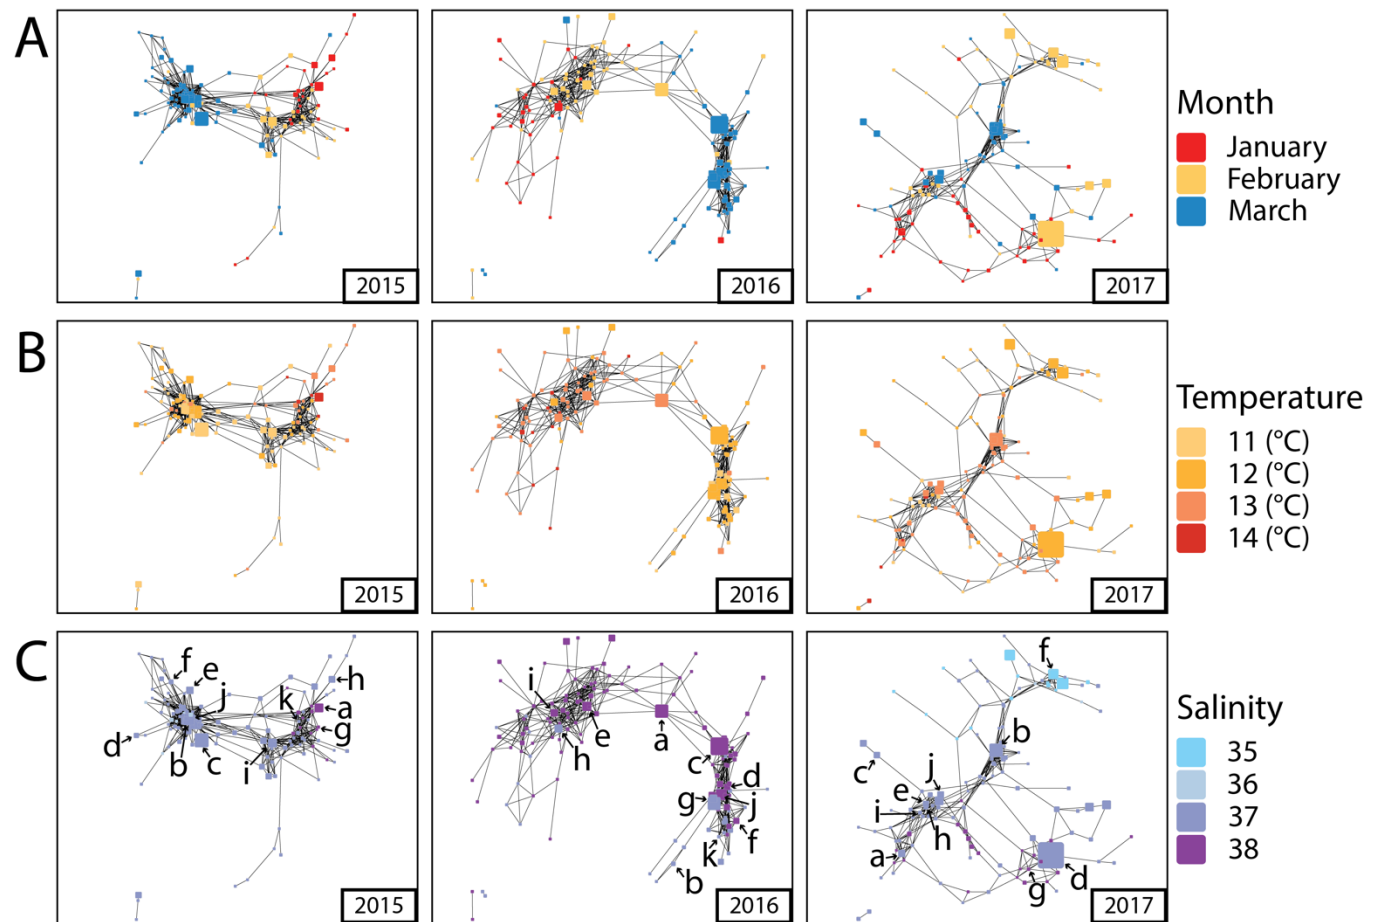 A
2015
2016
2017
Month
January
February
March
B
2015
2016
2017
Temperature
11 (°C)
12 (°C)
13 (°C)
14 (°C)
C
f
e
j
d
b
c
i
k
h
a
g
2015
i
h
e
a
c
d
g
j
f
k
b
2016
f
b
c
j
e
i
h
a
g
d
2017
Salinity
35
36
37
38